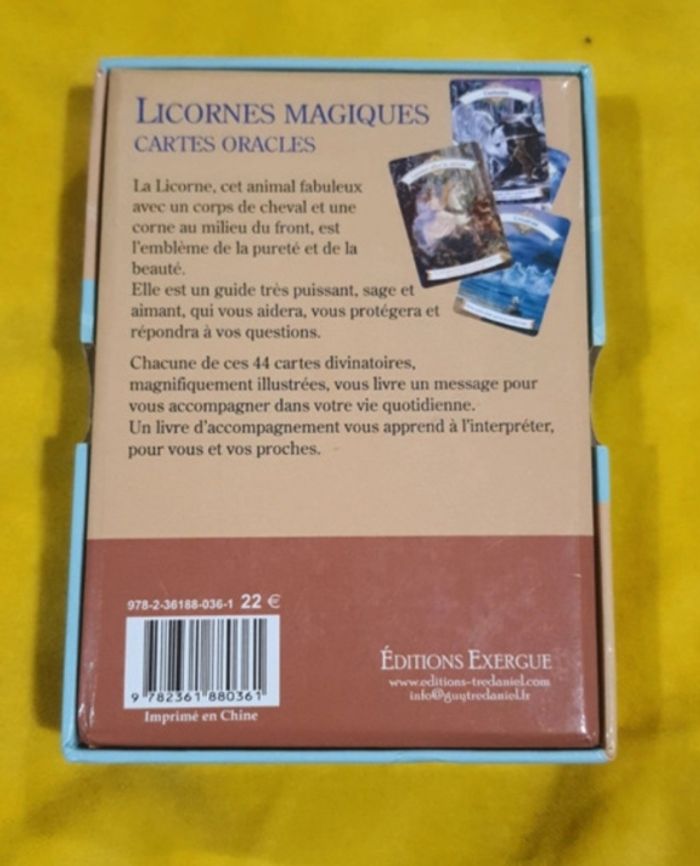 LICORNES MAGIQUES
CARTES ORACLES
La Licorne, cet animal fabuleux
avec un corps de cheval et une
corne au milieu du front, est
l'emblème de la pureté et de la
beauté.
Elle est un guide très puissant, sage et
aimant, qui vous aidera, vous protégera et
répondra à vos questions.
Chacune de ces 44 cartes divinatoires,
magnifiquement illustrées, vous livre un message pour
vous accompagner dans votre vie quotidienne.
Un livre d'accompagnement vous apprend à l'interpréter,
pour vous et vos proches.
978-2-36188-036-1 22 €
9 782361 880361
Imprimé en Chine
ÉDITIONS EXERGUE
www.editions-tredaniel.com
info@guytredaniel.fr